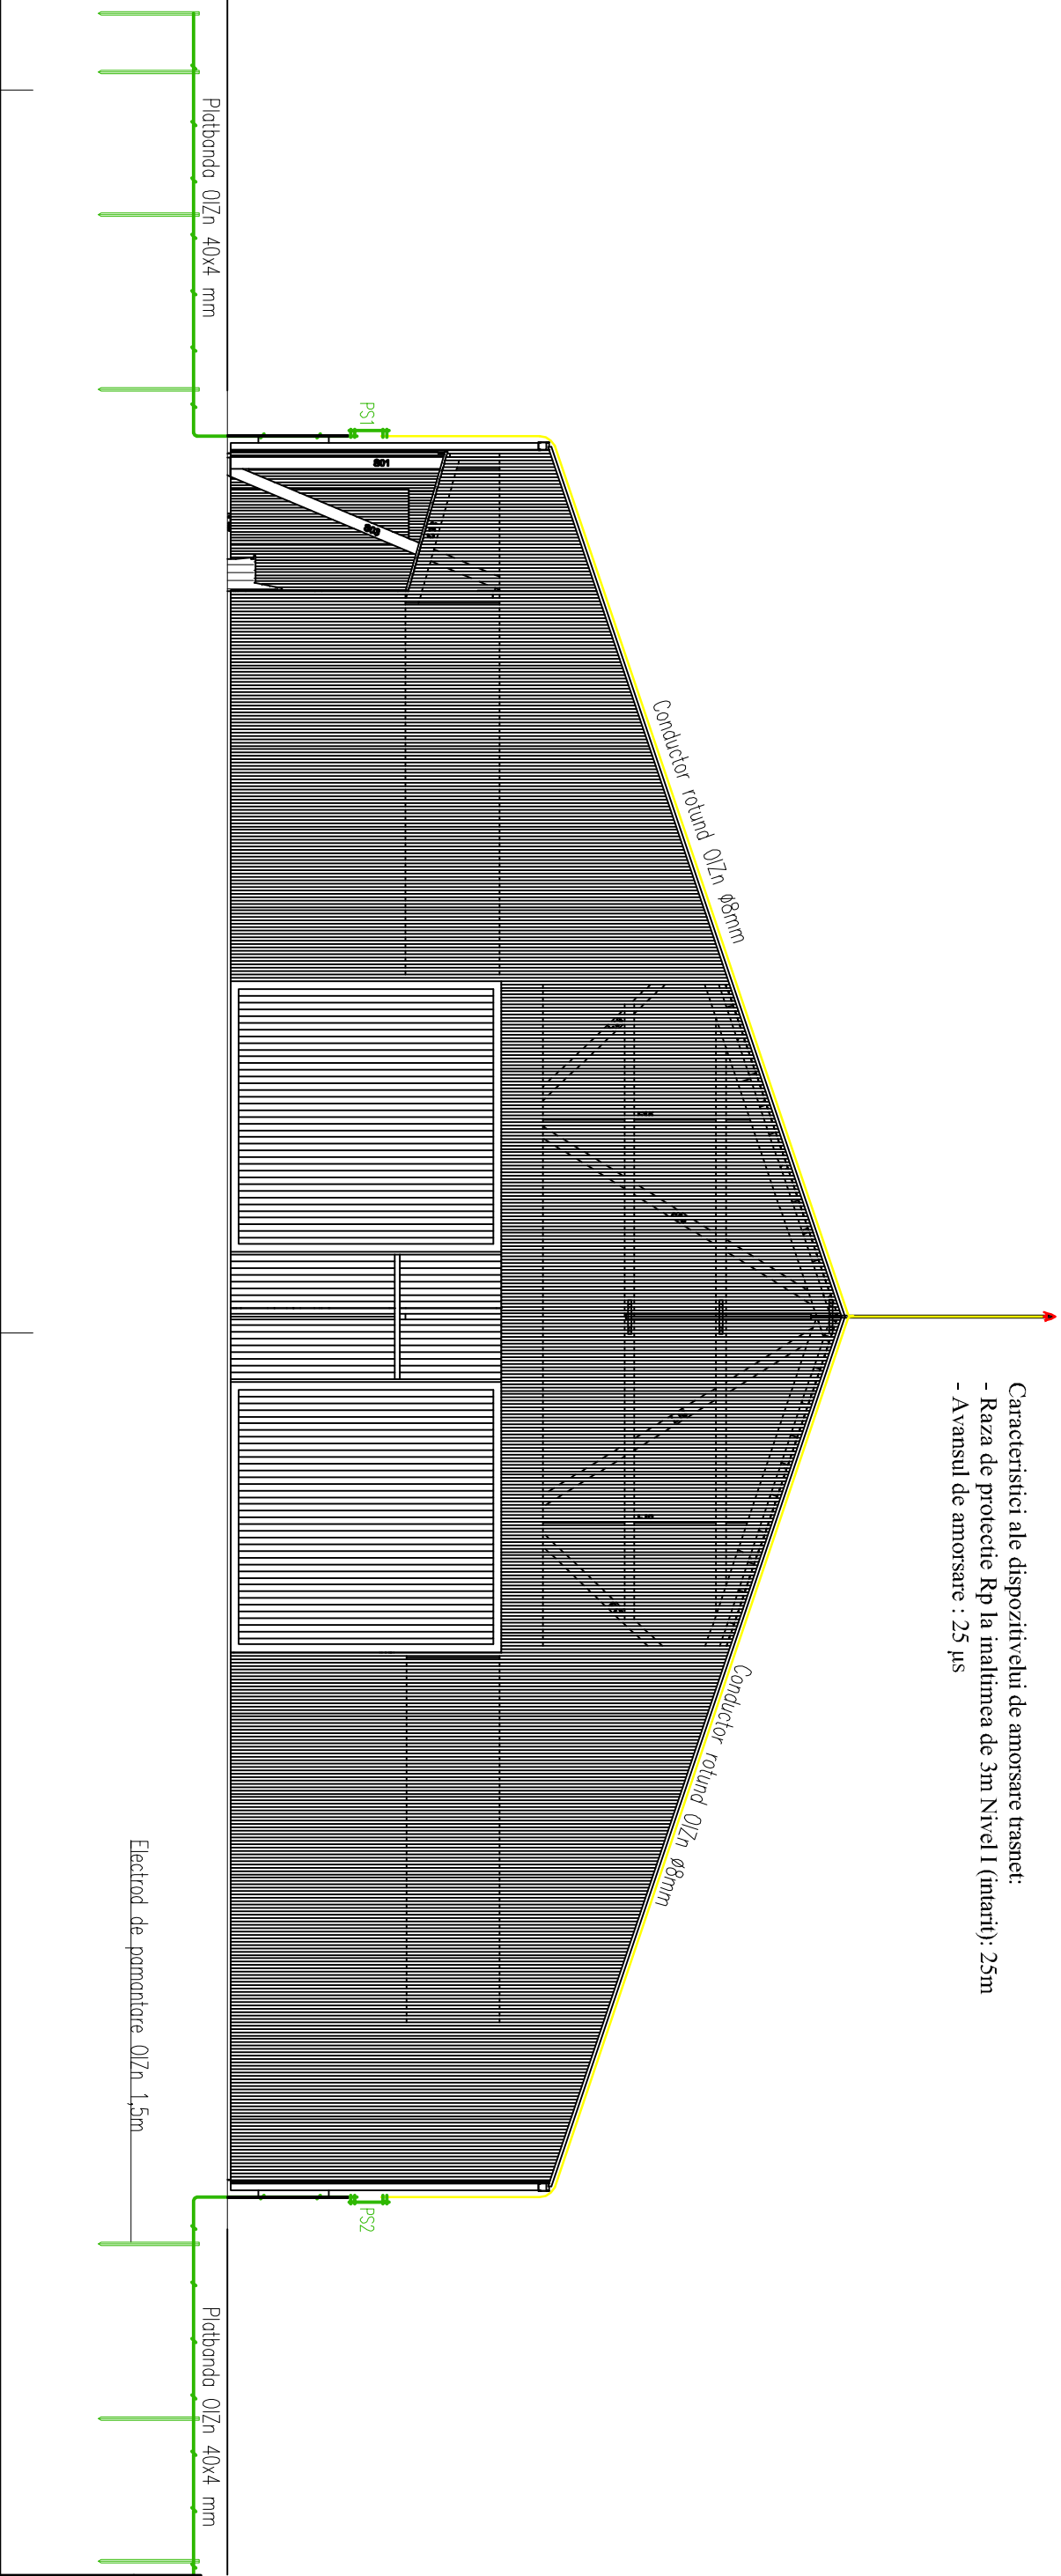 Caracteristici ale dispozitivelui de amorsare trasnet:
- Raza de protectie Rp la inaltimea de 3m Nivel I (intarit): 25m
- Avansul de amorsare : 25 μs
Conductor rotund OlZn ø8mm
Conductor rotund OlZn ø8mm
PS1
PS2
S01
Platbanda OlZn 40x4 mm
Platbanda OlZn 40x4 mm
Electrod de pamantare OlZn 1,5m